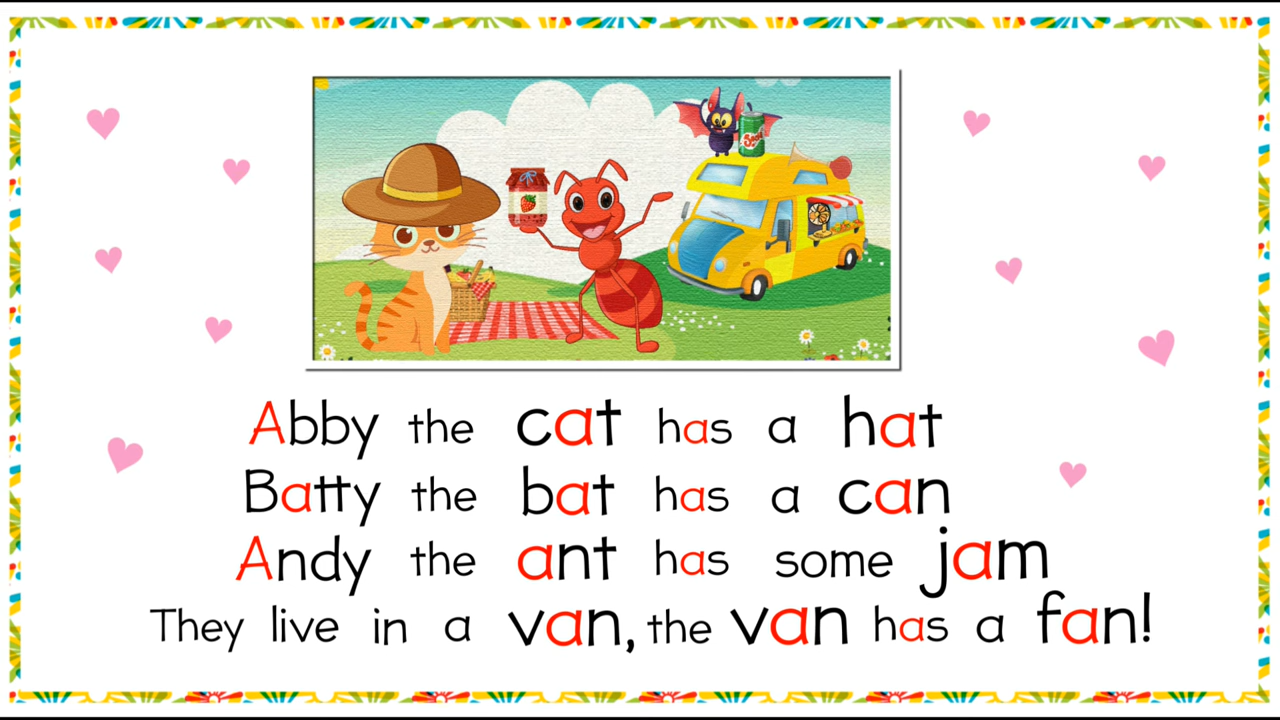 Soda
Abby the cat has a hat
Batty the bat has a can
Andy the ant has some jam
They live in a van, the van has a fan!